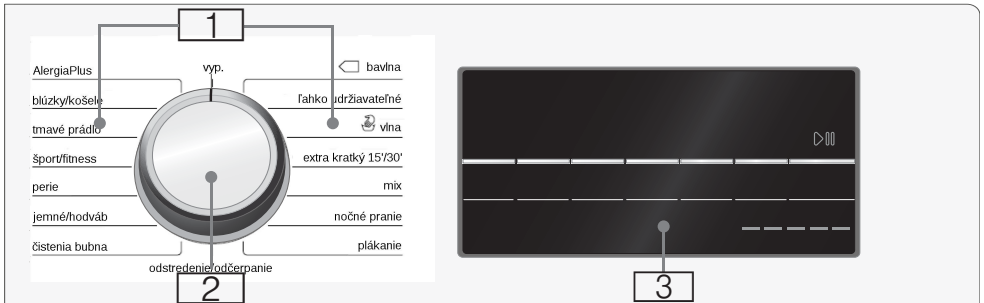 1
vyp.
AlergiaPlus
blúzky/košele
tmavé prádlo
šport/fitness
perie
jemné/hodváb
čistenia bubna
bavlna
ľahko udržiavateľné
vlna
extra kratký 15'/30'
mix
nočné pranie
plákanie
odstredenie/odčerpanie
2
3